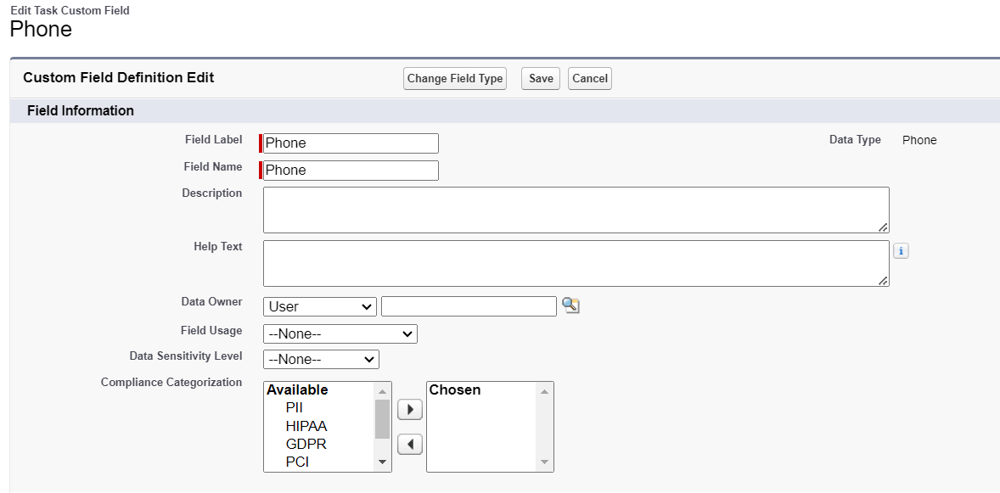 Edit Task Custom Field
Phone
Custom Field Definition Edit
Change Field Type
Save
Cancel
Field Information
Field Label
Phone
Data Type
Phone
Field Name
Phone
Description
Help Text
i
Data Owner
User
Field Usage
--None--
Data Sensitivity Level
--None--
Compliance Categorization
Available
PII
HIPAA
GDPR
PCI
Chosen